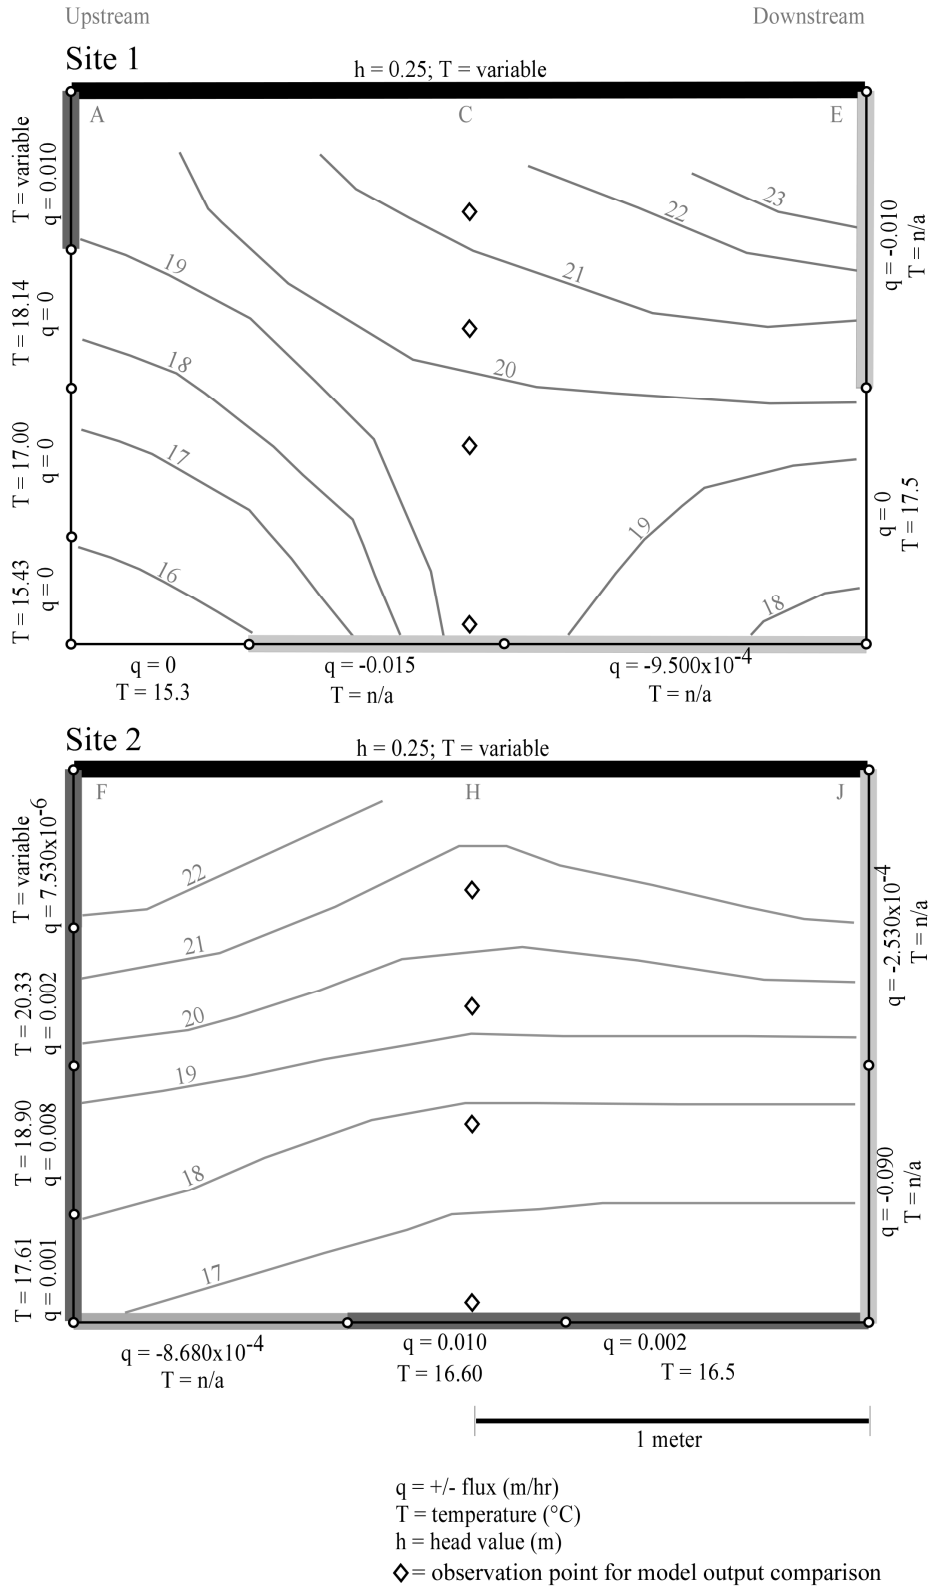 Upstream
Downstream
Site 1
h = 0.25; T = variable
A
C
E
T = variable
q = 0.010
T = 18.14
q = 0
T = 17.00
q = 0
T = 15.43
q = 0
q = -0.010
T = n/a
q = 0
T = 17.5
19
18
17
16
20
21
22
23
19
18
q = 0
T = 15.3
q = -0.015
T = n/a
q = -9.500x10-4
T = n/a
Site 2
h = 0.25; T = variable
F
H
J
T = variable
q = 7.530x10-6
T = 20.33
q = 0.002
T = 18.90
q = 0.008
T = 17.61
q = 0.001
22
21
20
19
18
17
q = -2.530x10-4
T = n/a
q = -0.090
T = n/a
q = -8.680x10-4
T = n/a
q = 0.010
T = 16.60
q = 0.002
T = 16.5
1 meter
q = +/- flux (m/hr)
T = temperature (°C)
h = head value (m)
◇ = observation point for model output comparison